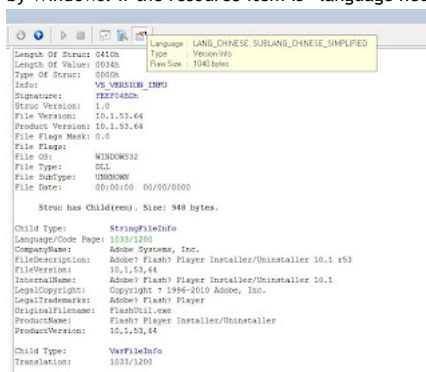 Language : LANG_CHINESE, SUBLANG_CHINESE_SIMPLIFIED
Type : Version Info
Raw Size : 1040 bytes
Length Of Struc: 0410h
Length Of Value: 0034h
Type Of Struc: 0000h
Info: VS_VERSION_INFO
Signature: FEEF04BDh
Struc Version: 1.0
File Version: 10.1.53.64
Product Version: 10.1.53.64
File Flags Mask: 0.0
File Flags:
File OS: WINDOWS32
File Type: DLL
File SubType: UNKNOWN
File Date: 00:00:00 00/00/0000
Struc has Child(ren). Size: 948 bytes.
Child Type: StringFileInfo
Language/Code Page: 1033/1200
CompanyName: Adobe Systems, Inc.
FileDescription: Adobe? Flash? Player Installer/Uninstaller 10.1 r53
FileVersion: 10,1,53,64
InternalName: Adobe? Flash? Player Installer/Uninstaller 10.1
LegalCopyright: Copyright ? 1996-2010 Adobe, Inc.
LegalTrademarks: Adobe? Flash? Player
OriginalFilename: FlashUtil.exe
ProductName: Flash? Player Installer/Uninstaller
ProductVersion: 10,1,53,64
Child Type: VarFileInfo
Translation: 1033/1200